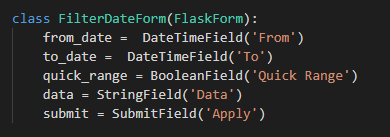 class FilterDateForm(FlaskForm):
    from_date =  DateTimeField('From')
    to_date =  DateTimeField('To')
    quick_range = BooleanField('Quick Range')
    data = StringField('Data')
    submit = SubmitField('Apply')